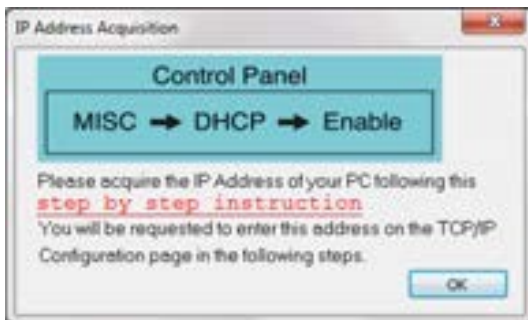 IP Address Acquisition
Control Panel
MISC → DHCP → Enable
Please acquire the IP Address of your PC following this
step by step instruction
You will be requested to enter this address on the TCP/IP
Configuration page in the following steps.
OK